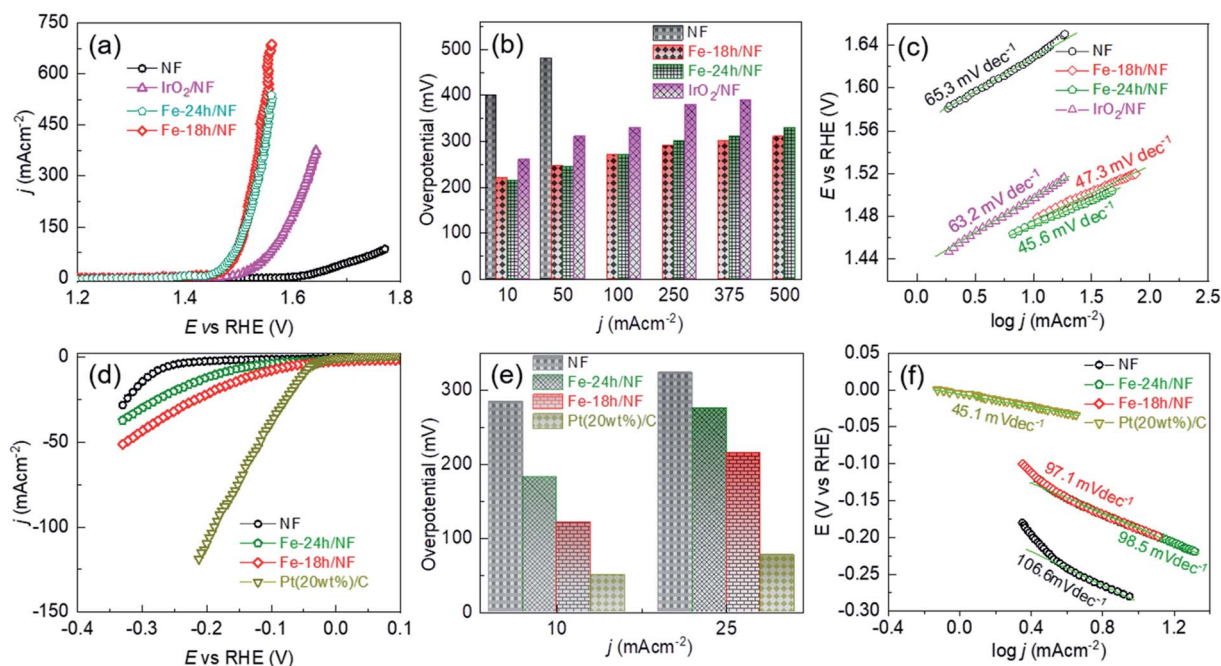 (a)
NF
IrO₂/NF
Fe-24h/NF
Fe-18h/NF
750
600
450
300
150
0
j (mAcm⁻²)
1.2
1.4
1.6
1.8
E vs RHE (V)
(b)
NF
Fe-18h/NF
Fe-24h/NF
IrO₂/NF
500
400
300
200
100
0
Overpotential (mV)
10
50
100
250
375
500
j (mAcm⁻²)
(c)
NF
Fe-18h/NF
Fe-24h/NF
IrO₂/NF
65.3 mV dec⁻¹
63.2 mV dec⁻¹
47.3 mV dec⁻¹
45.6 mV dec⁻¹
1.64
1.60
1.56
1.52
1.48
1.44
E vs RHE (V)
0.0
0.5
1.0
1.5
2.0
2.5
log j (mAcm⁻²)
(d)
NF
Fe-24h/NF
Fe-18h/NF
Pt(20wt%)/C
0
-50
-100
-150
j (mAcm⁻²)
-0.4
-0.3
-0.2
-0.1
0.0
0.1
E vs RHE (V)
(e)
NF
Fe-24h/NF
Fe-18h/NF
Pt(20wt%)/C
300
200
100
0
Overpotential (mV)
10
25
j (mAcm⁻²)
(f)
NF
Fe-24h/NF
Fe-18h/NF
Pt(20wt%)/C
45.1 mVdec⁻¹
97.1 mVdec⁻¹
98.5 mVdec⁻¹
106.6mVdec⁻¹
0.05
0.00
-0.05
-0.10
-0.15
-0.20
-0.25
-0.30
E (V vs RHE)
0.0
0.4
0.8
1.2
log j (mAcm⁻²)